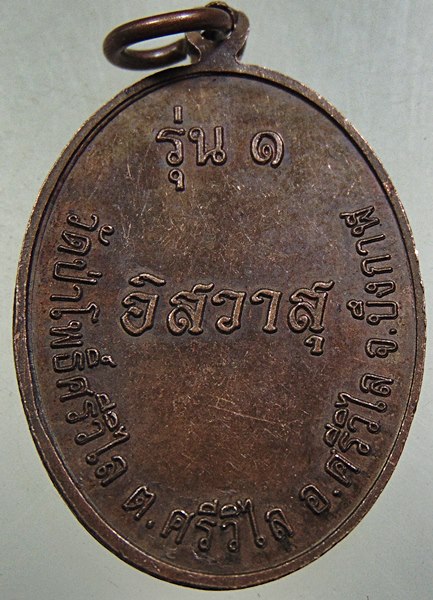 รุ่น ๑
อิสวาสุ
วัดป่าโพธิ์ศรีวิไล ต.ศรีวิไล อ.ศรีวิไล จ.บึงกาฬ